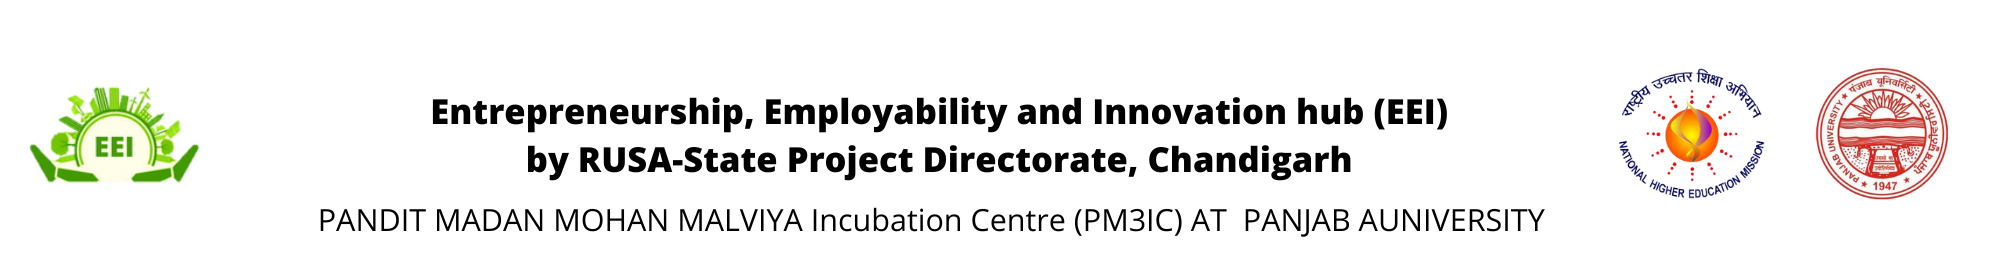 EEI
Entrepreneurship, Employability and Innovation hub (EEI)
by RUSA-State Project Directorate, Chandigarh
PANDIT MADAN MOHAN MALVIYA Incubation Centre (PM3IC) AT PANJAB AUNIVERSITY
राष्ट्रीय उच्चतर शिक्षा अभियान
NATIONAL HIGHER EDUCATION MISSION
पंजाब यूनिवर्सिटी
PANJAB UNIVERSITY
ਪੰਜਾਬ ਯੂਨੀਵਰਸਿਟੀ
1947